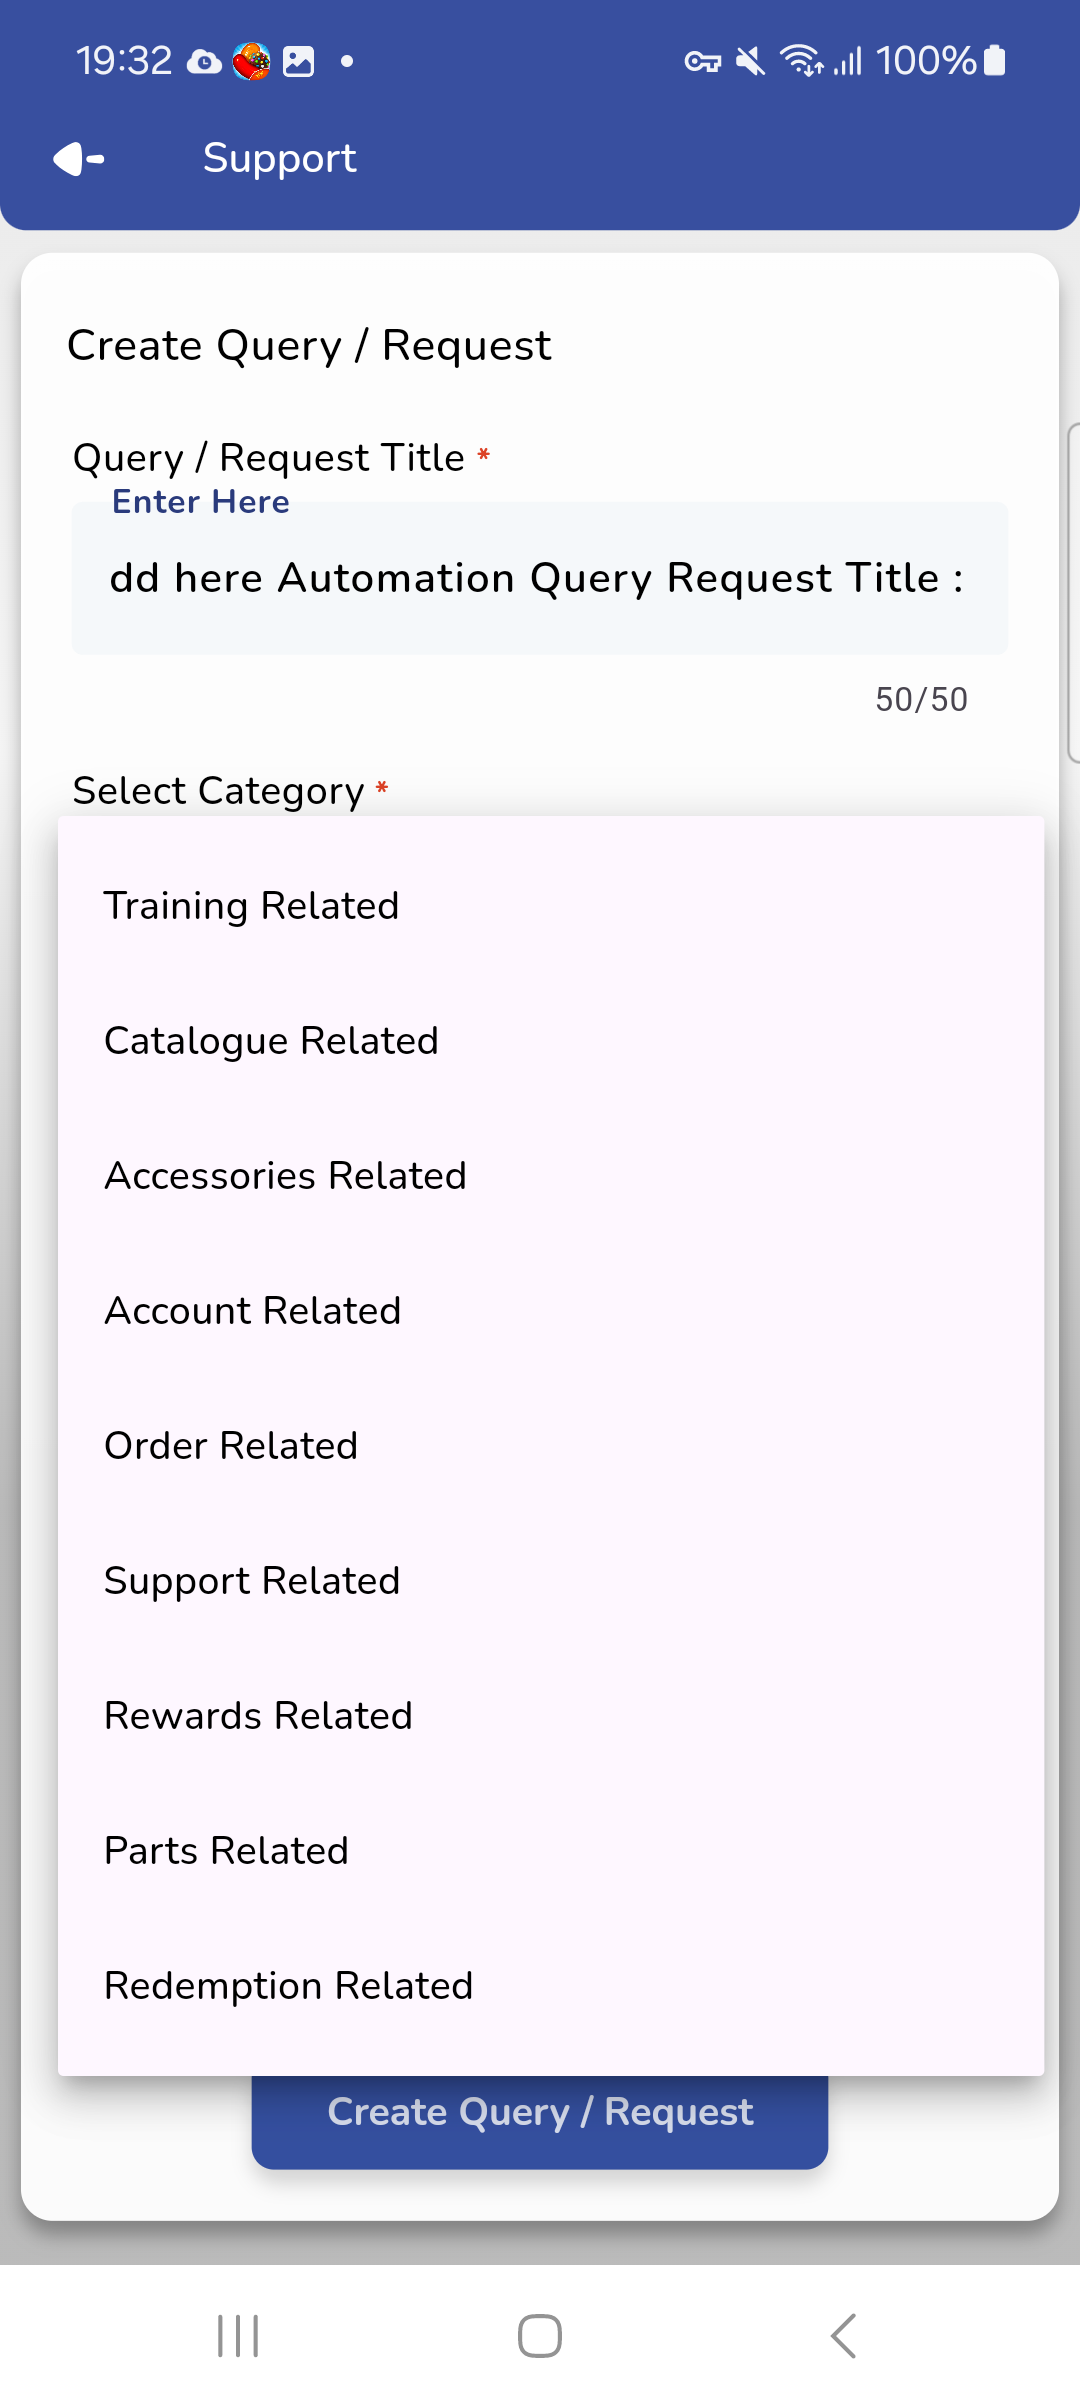 19:32
100%
Support
Create Query / Request
Query / Request Title *
Enter Here
dd here Automation Query Request Title :
50/50
Select Category *
Training Related
Catalogue Related
Accessories Related
Account Related
Order Related
Support Related
Rewards Related
Parts Related
Redemption Related
Create Query / Request